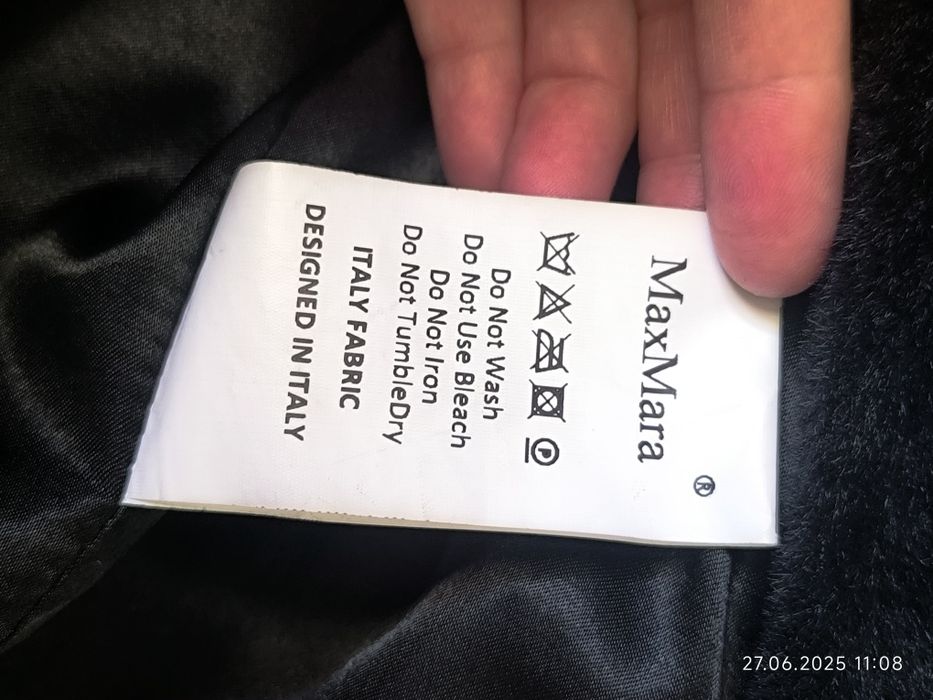 MaxMara
®
Ⓟ
Do Not Wash
Do Not Use Bleach
Do Not Iron
Do Not TumbleDry
ITALY FABRIC
DESIGNED IN ITALY
27.06.2025 11:08